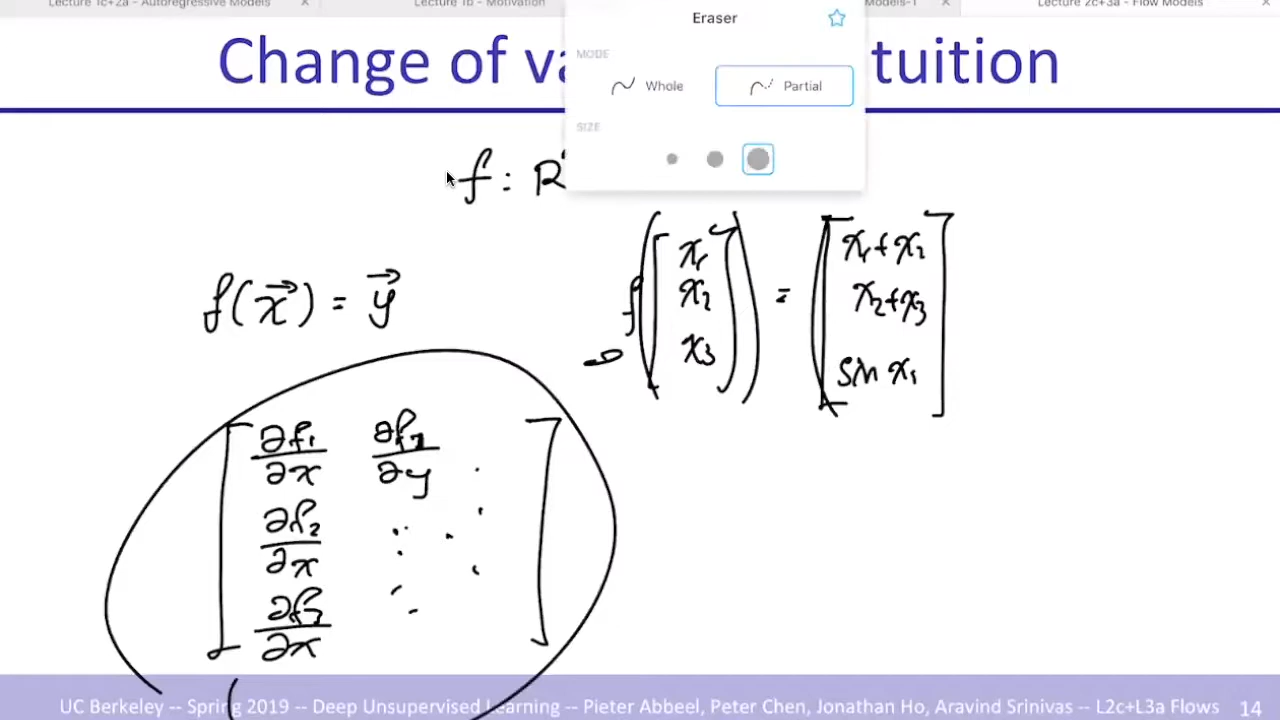 Lecture 1c+2a - Autoregressive Models × Lecture 1b - Motivation Models-1 × Lecture 2c+3a - Flow Models ×
Eraser
Change of va tuition
MODE
Whole Partial
SIZE
f : R
f([x₁ x₂ x₃]) = [x₁+x₂ x₂+x₃ sin x₁]
f(x⃗) = y⃗
∂f₁/∂x ∂f₁/∂y
∂f₂/∂x
∂f₃/∂x
UC Berkeley -- Spring 2019 -- Deep Unsupervised Learning -- Pieter Abbeel, Peter Chen, Jonathan Ho, Aravind Srinivas -- L2c+L3a Flows 14